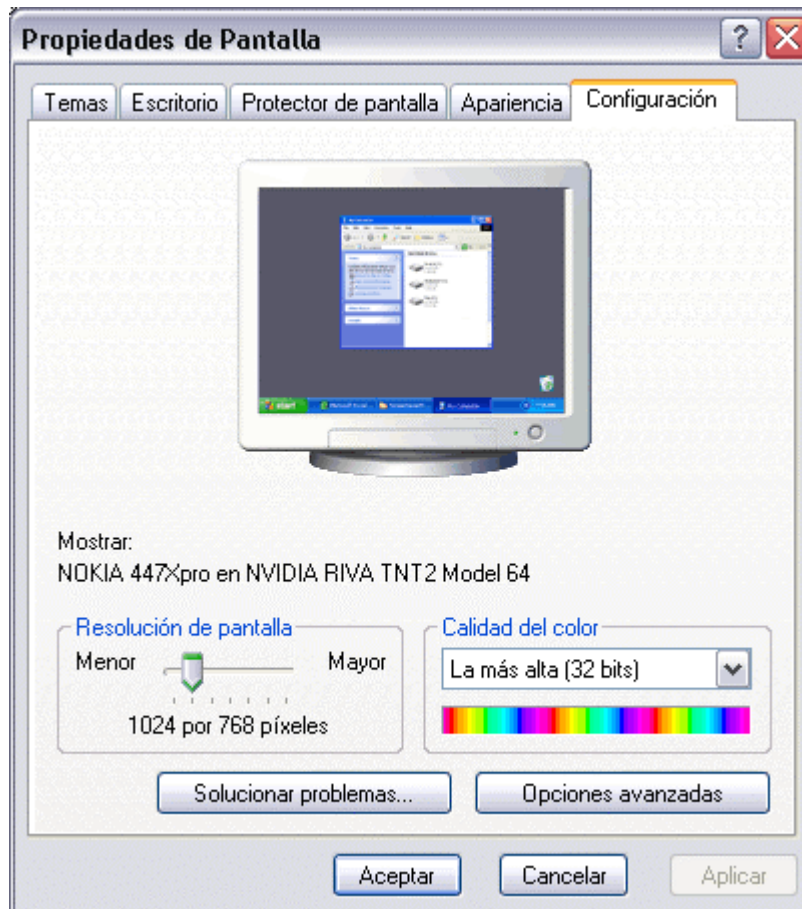 Propiedades de Pantalla
Temas Escritorio Protector de pantalla Apariencia Configuración
start
Mostrar:
NOKIA 447Xpro en NVIDIA RIVA TNT2 Model 64
Resolución de pantalla
Menor Mayor
1024 por 768 píxeles
Calidad del color
La más alta (32 bits)
Solucionar problemas... Opciones avanzadas
Aceptar Cancelar Aplicar